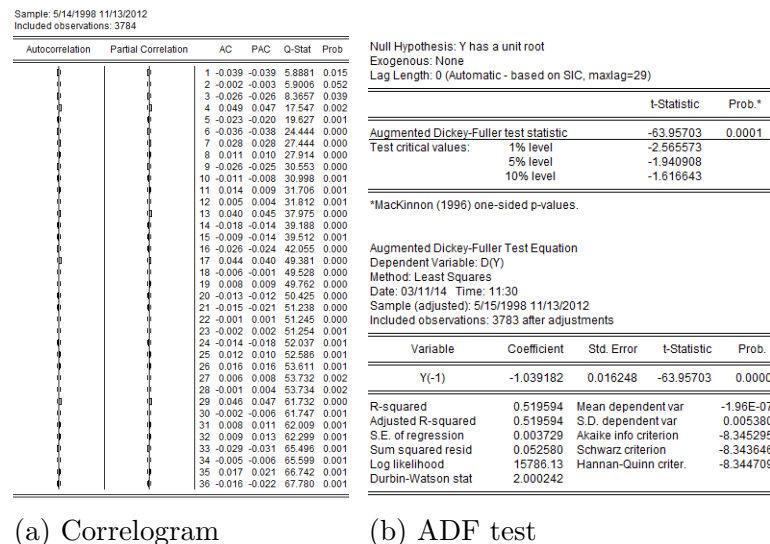 Sample: 5/14/1998 11/13/2012
Included observations: 3784
Autocorrelation Partial Correlation AC PAC Q-Stat Prob
1 -0.039 -0.039 5.8881 0.015
2 -0.002 -0.003 5.9006 0.052
3 -0.026 -0.026 8.3657 0.039
4 0.049 0.047 17.547 0.002
5 -0.023 -0.020 19.627 0.001
6 -0.036 -0.038 24.444 0.000
7 0.028 0.028 27.444 0.000
8 0.011 0.010 27.914 0.000
9 -0.026 -0.025 30.553 0.000
10 -0.011 -0.008 30.998 0.001
11 0.014 0.009 31.706 0.001
12 0.005 0.004 31.812 0.001
13 0.040 0.045 37.975 0.000
14 -0.018 -0.014 39.188 0.000
15 -0.009 -0.014 39.512 0.001
16 -0.026 -0.024 42.055 0.000
17 0.044 0.040 49.381 0.000
18 -0.006 -0.001 49.528 0.000
19 0.008 0.009 49.762 0.000
20 -0.013 -0.012 50.425 0.000
21 -0.015 -0.021 51.238 0.000
22 -0.001 0.001 51.245 0.000
23 -0.002 0.002 51.254 0.001
24 -0.014 -0.018 52.037 0.001
25 0.012 0.010 52.586 0.001
26 0.016 0.016 53.611 0.001
27 0.006 0.008 53.732 0.002
28 -0.001 0.004 53.734 0.002
29 0.046 0.047 61.732 0.000
30 -0.002 -0.006 61.747 0.001
31 0.008 0.011 62.009 0.001
32 0.009 0.013 62.299 0.001
33 -0.029 -0.031 65.496 0.001
34 -0.005 -0.006 65.599 0.001
35 0.017 0.021 66.742 0.001
36 -0.016 -0.022 67.780 0.001
(a) Correlogram
Null Hypothesis: Y has a unit root
Exogenous: None
Lag Length: 0 (Automatic - based on SIC, maxlag=29)
t-Statistic Prob.*
Augmented Dickey-Fuller test statistic -63.95703 0.0001
Test critical values: 1% level -2.565573
5% level -1.940908
10% level -1.616643
*MacKinnon (1996) one-sided p-values.
Augmented Dickey-Fuller Test Equation
Dependent Variable: D(Y)
Method: Least Squares
Date: 03/11/14 Time: 11:30
Sample (adjusted): 5/15/1998 11/13/2012
Included observations: 3783 after adjustments
Variable Coefficient Std. Error t-Statistic Prob.
Y(-1) -1.039182 0.016248 -63.95703 0.0000
R-squared 0.519594 Mean dependent var -1.96E-07
Adjusted R-squared 0.519594 S.D. dependent var 0.005380
S.E. of regression 0.003729 Akaike info criterion -8.345295
Sum squared resid 0.052580 Schwarz criterion -8.343646
Log likelihood 15786.13 Hannan-Quinn criter. -8.344709
Durbin-Watson stat 2.000242
(b) ADF test